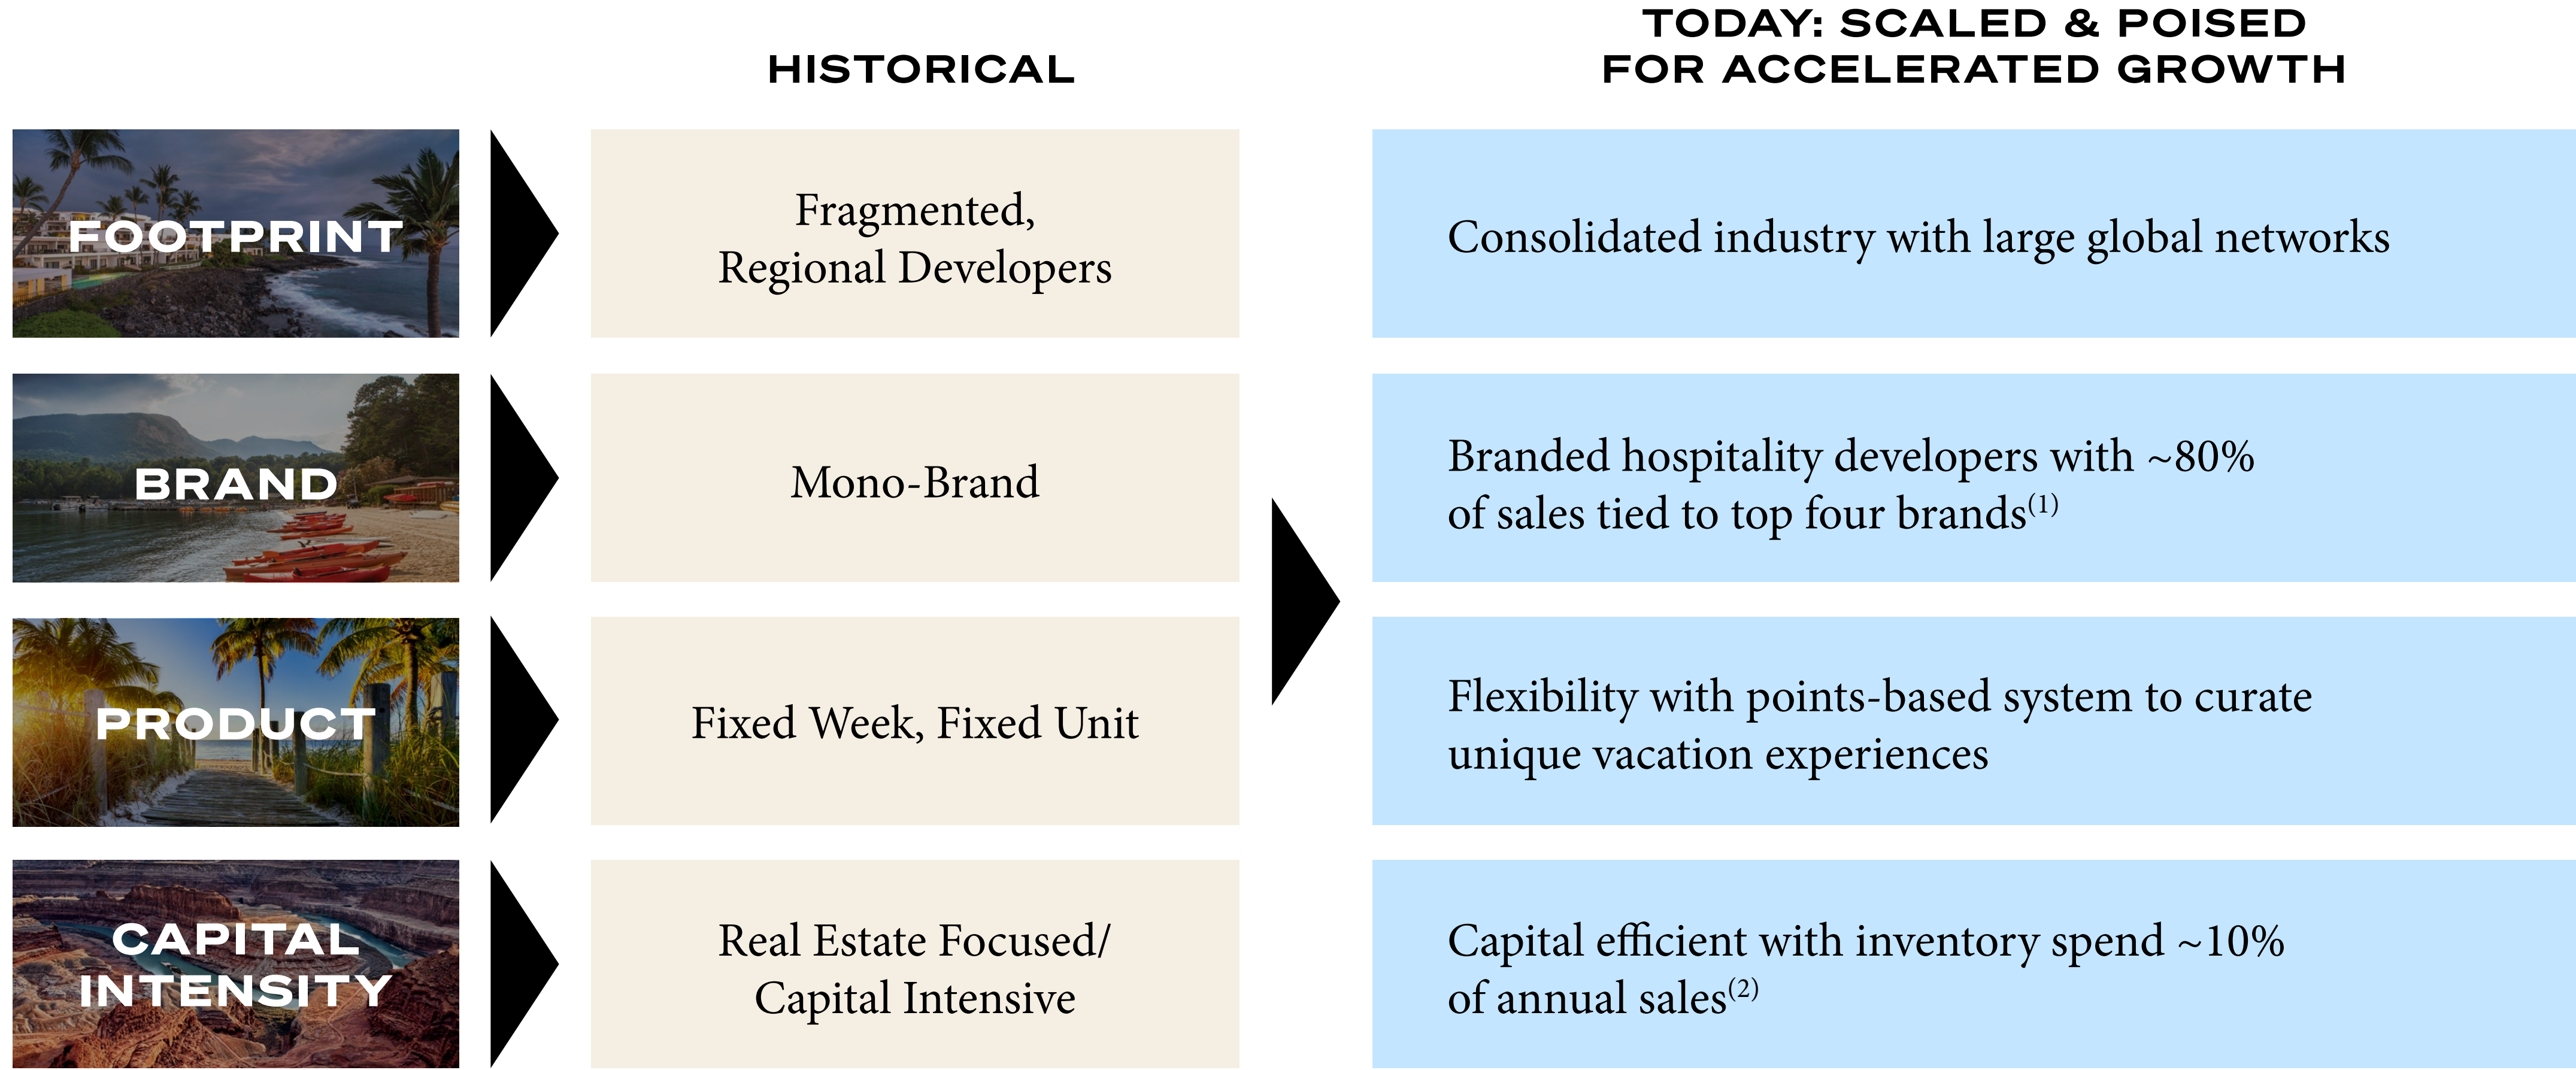 HISTORICAL
TODAY: SCALED & POISED
FOR ACCELERATED GROWTH
FOOTPRINT
Fragmented,
Regional Developers
Consolidated industry with large global networks
BRAND
Mono-Brand
Branded hospitality developers with ~80%
of sales tied to top four brands(1)
PRODUCT
Fixed Week, Fixed Unit
Flexibility with points-based system to curate
unique vacation experiences
CAPITAL
INTENSITY
Real Estate Focused/
Capital Intensive
Capital efficient with inventory spend ~10%
of annual sales(2)